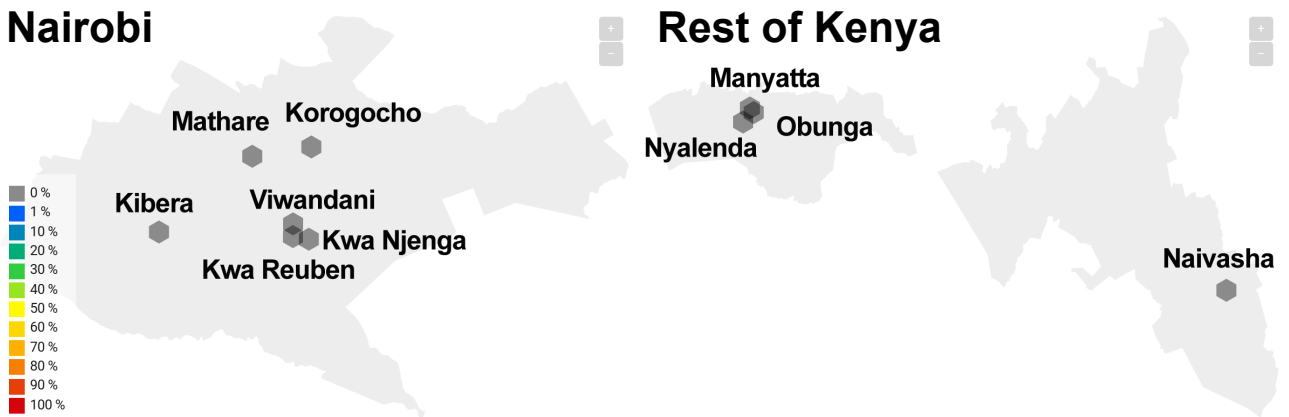 Nairobi
+
−
Mathare
Korogocho
Kibera
Viwandani
Kwa Njenga
Kwa Reuben
0 %
1 %
10 %
20 %
30 %
40 %
50 %
60 %
70 %
80 %
90 %
100 %
Rest of Kenya
+
−
Manyatta
Obunga
Nyalenda
Naivasha